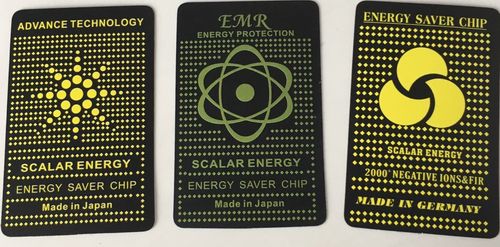 ADVANCE TECHNOLOGY
SCALAR ENERGY
ENERGY SAVER CHIP
Made in Japan
EMR
ENERGY PROTECTION
SCALAR ENERGY
ENERGY SAVER CHIP
Made in Japan
ENERGY SAVER CHIP
SCALAR ENERGY
2000⁺ NEGATIVE IONS&FIR
MADE IN GERMANY